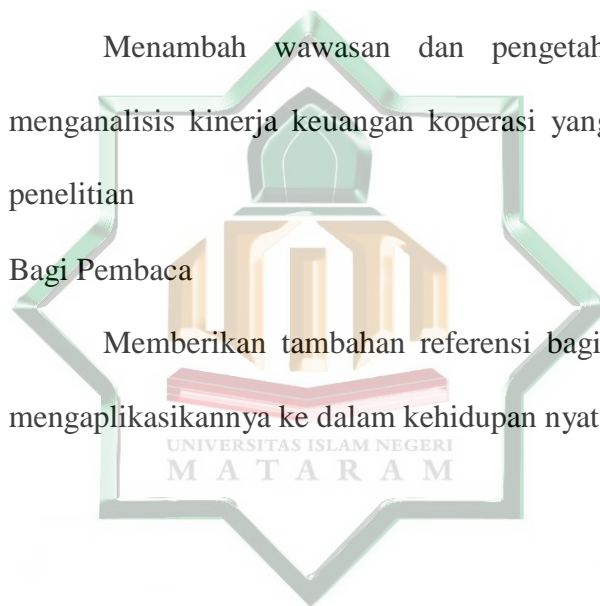 Menambah wawasan dan pengetah
menganalisis kinerja keuangan koperasi yang
penelitian
Bagi Pembaca
Memberikan tambahan referensi bagi
mengaplikasikannya ke dalam kehidupan nyat
UNIVERSITAS ISLAM NEGERI
MATARAM